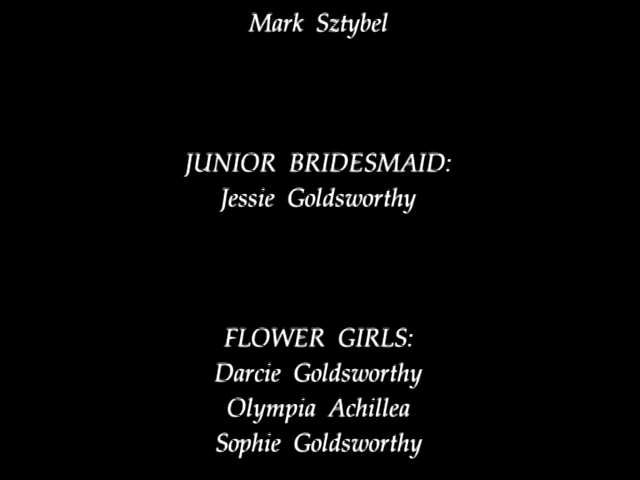 Mark Sztybel
JUNIOR BRIDESMAID:
Jessie Goldsworthy
FLOWER GIRLS:
Darcie Goldsworthy
Olympia Achillea
Sophie Goldsworthy